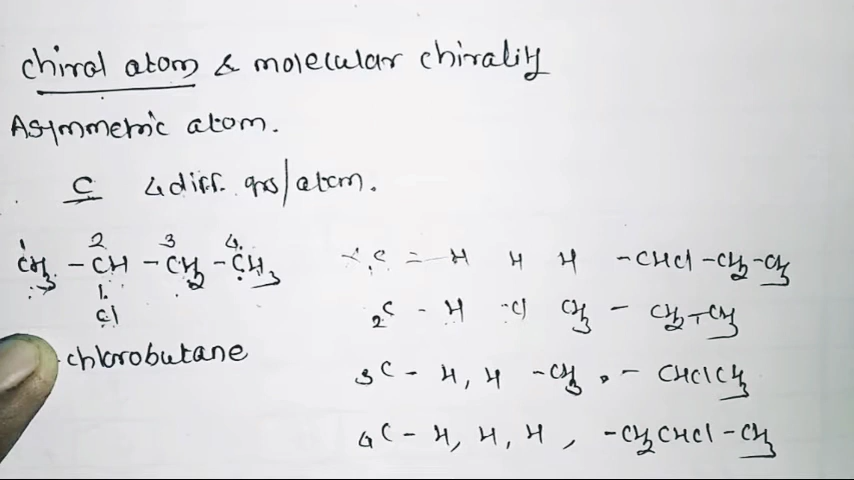 chiral atom & molecular chirality
Asymmetric atom.
C 4 diff. grs/atom.
1 2 3 4
CH3 - CH - CH2 - CH3
Cl
- chlorobutane
C = H H H - CHCl - CH2 - CH3
2C - H - Cl CH3 - CH2 - CH3
3C - H, H - CH3, - CHClCH3
4C - H, H, H, - CH2CHCl - CH3